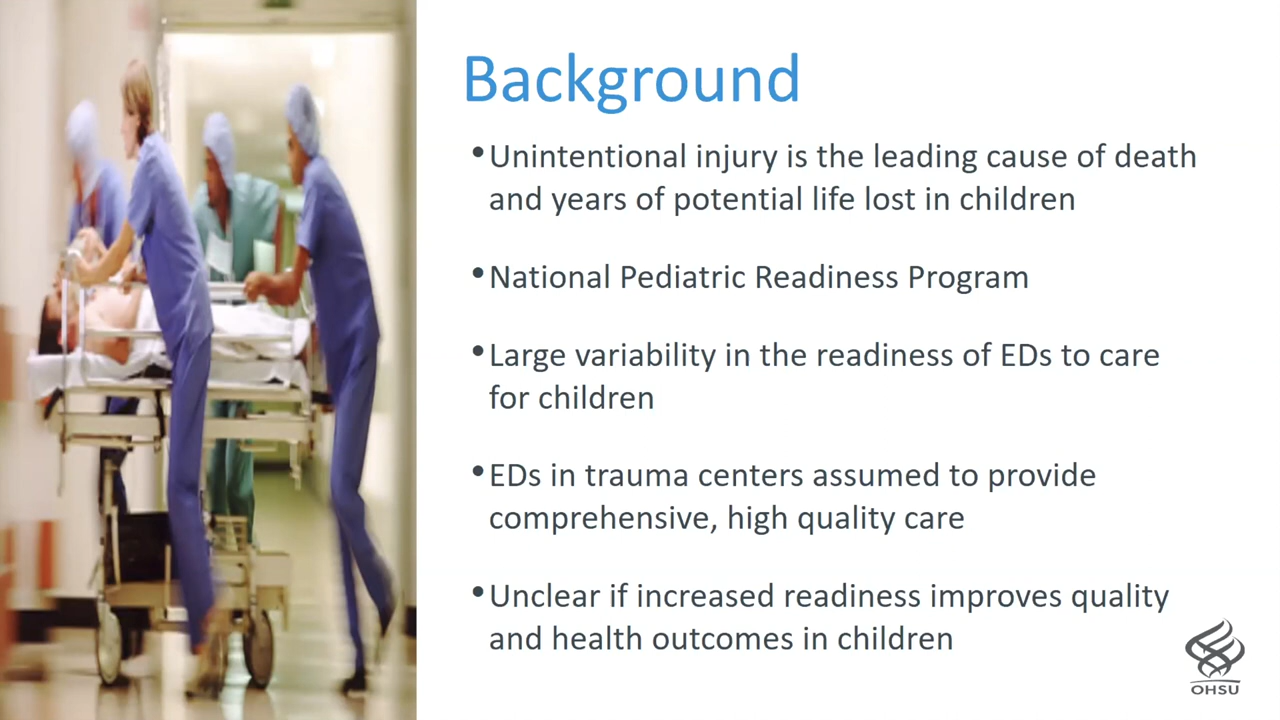 Background
•Unintentional injury is the leading cause of death
and years of potential life lost in children
•National Pediatric Readiness Program
•Large variability in the readiness of EDs to care
for children
•EDs in trauma centers assumed to provide
comprehensive, high quality care
•Unclear if increased readiness improves quality
and health outcomes in children
OHSU